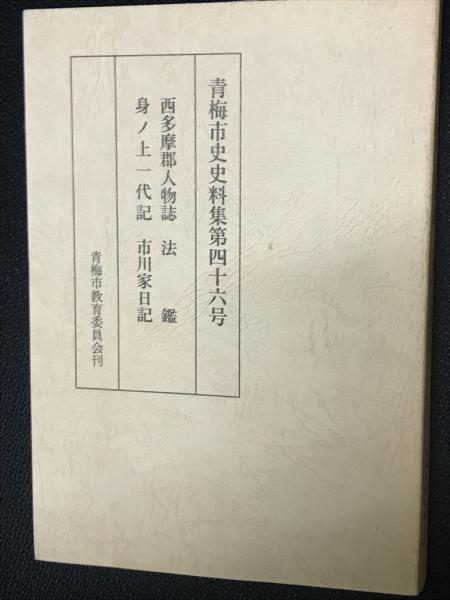 青梅市史史料集第四十六号
西多摩郡人物誌 法鑑
身ノ上一代記 市川家日記
青梅市教育委員会刊